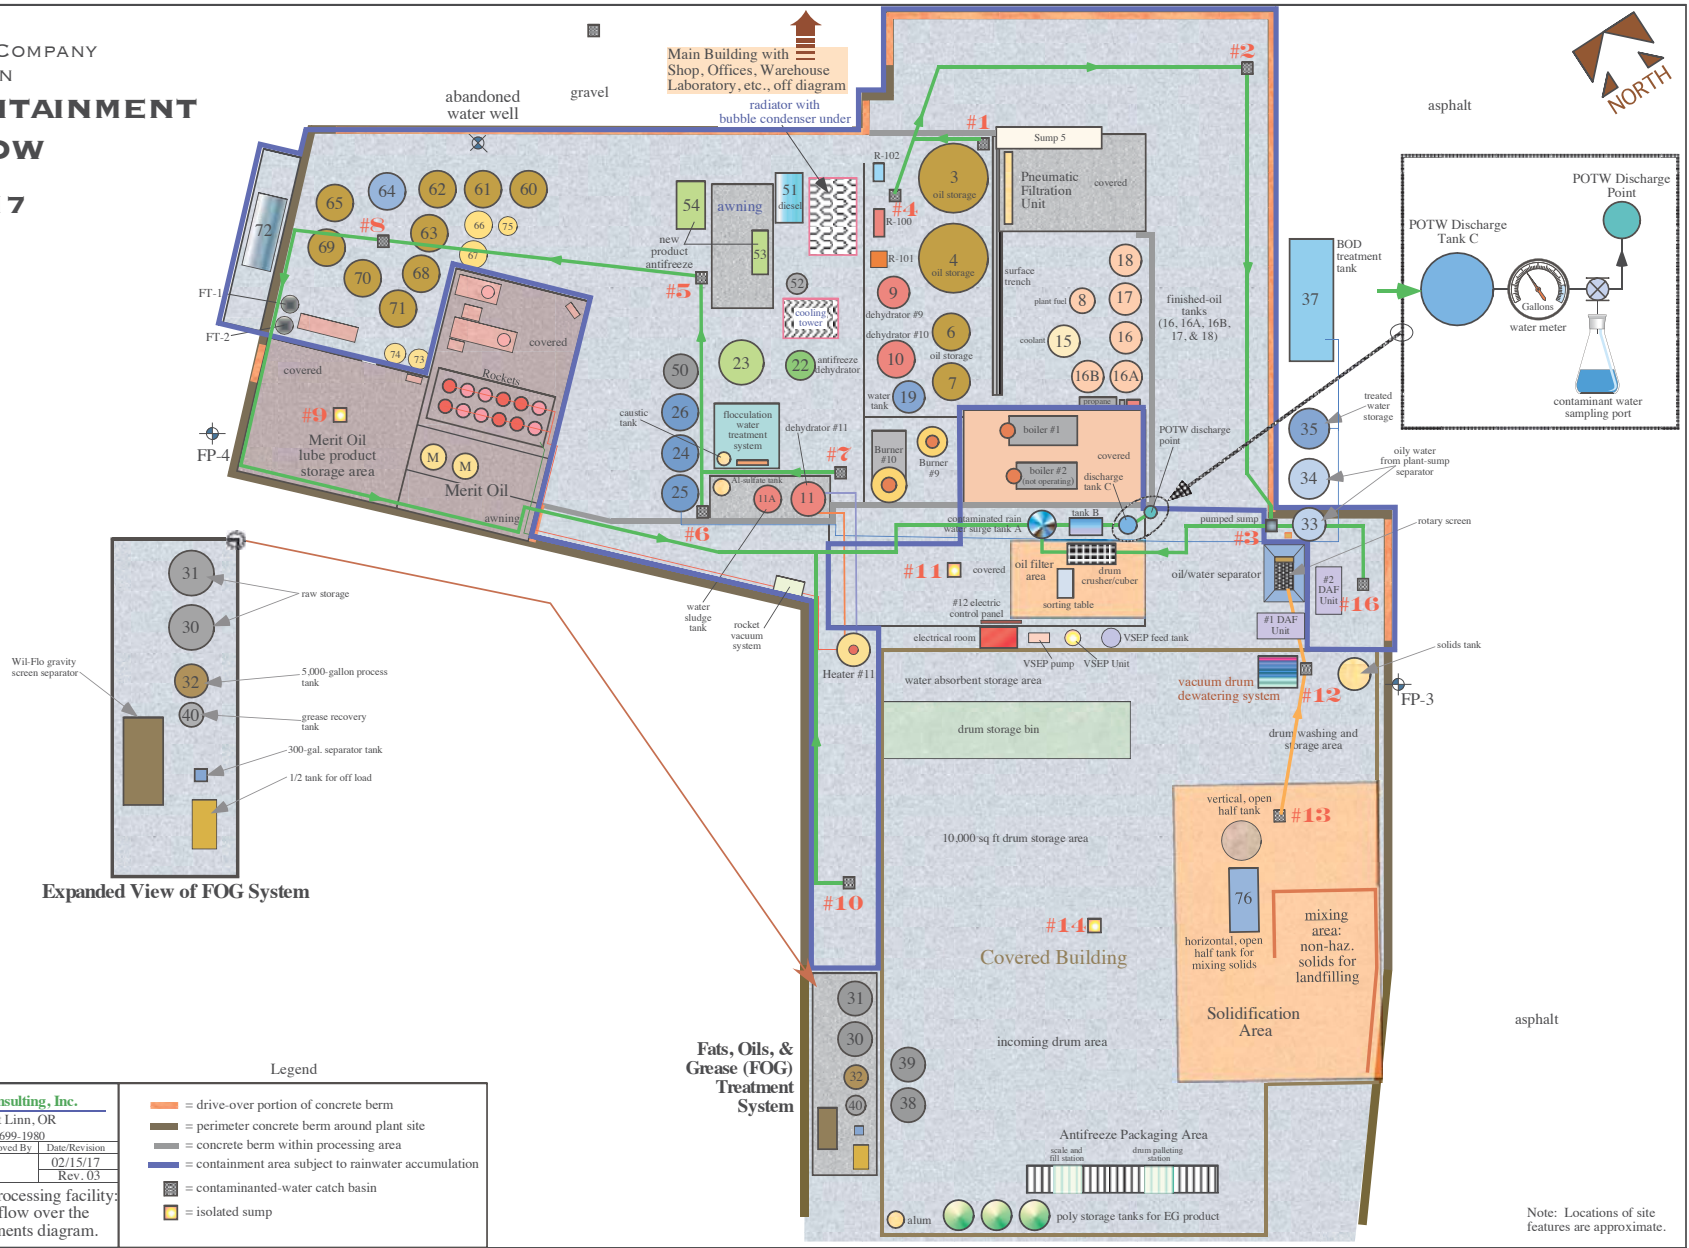 COMPANY
N
NTAINMENT
OW
7
gravel
abandoned
water well
Main Building with
Shop, Offices, Warehouse
Laboratory, etc., off diagram
radiator with
bubble condenser under
#2
NORTH
asphalt
#1
Sump 5
R-102
3
oil storage
Pneumatic
Filtration
Unit
covered
#4
R-100
R-101
4
oil storage
surface
trench
18
plant fuel
8
17
finished-oil
tanks
(16, 16A, 16B,
17, & 18)
16
coolant
15
16B
16A
propane
9
dehydrator #9
dehydrator #10
10
6
oil storage
7
water
tank
19
54
awning
51
diesel
new
product
antifreeze
53
52
cooling
tower
#5
23
22
antifreeze
dehydrator
50
26
24
25
caustic
tank
flocculation
water
treatment
system
dehydrator #11
Al-sulfate tank
11A
11
#7
#6
72
65
64
62
61
60
#8
63
66
75
67
69
70
68
71
74
73
FT-1
FT-2
covered
covered
Rockets
#9
Merit Oil
lube product
storage area
M
M
Merit Oil
awning
FP-4
Burner
#10
Burner
#9
boiler #1
covered
boiler #2
(not operating)
discharge
tank C
POTW discharge
point
contaminated rain
water surge tank A
tank B
pumped sump
#3
#11
covered
oil filter
area
drum
crusher/cuber
sorting table
oil/water separator
#12 electric
control panel
electrical room
VSEP pump
VSEP Unit
VSEP feed tank
#1 DAF
Unit
#2
DAF
Unit
#16
rotary screen
solids tank
FP-3
BOD
treatment
tank
37
treated
water
storage
35
34
oily water
from plant-sump
separator
33
POTW Discharge
Point
POTW Discharge
Tank C
Gallons
water meter
contaminant water
sampling port
water
sludge
tank
rocket
vacuum
system
Heater #11
water absorbent storage area
drum storage bin
vacuum drum
dewatering system
#12
drum washing and
storage area
vertical, open
half tank
#13
10,000 sq ft drum storage area
76
horizontal, open
half tank for
mixing solids
mixing
area:
non-haz.
solids for
landfilling
#14
Covered Building
Solidification
Area
asphalt
#10
incoming drum area
31
30
32
40
39
38
Fats, Oils, &
Grease (FOG)
Treatment
System
Antifreeze Packaging Area
scale and
fill station
drum palleting
station
alum
poly storage tanks for EG product
31
30
raw storage
Wil-Flo gravity
screen separator
32
5,000-gallon process
tank
40
grease recovery
tank
300-gal. separator tank
1/2 tank for off load
Expanded View of FOG System
Legend
= drive-over portion of concrete berm
= perimeter concrete berm around plant site
= concrete berm within processing area
= containment area subject to rainwater accumulation
= contaminanted-water catch basin
= isolated sump
nsulting, Inc.
t Linn, OR
699-1980
oved By Date/Revision
02/15/17
Rev. 03
rocessing facility:
flow over the
ments diagram.
Note: Locations of site
features are approximate.